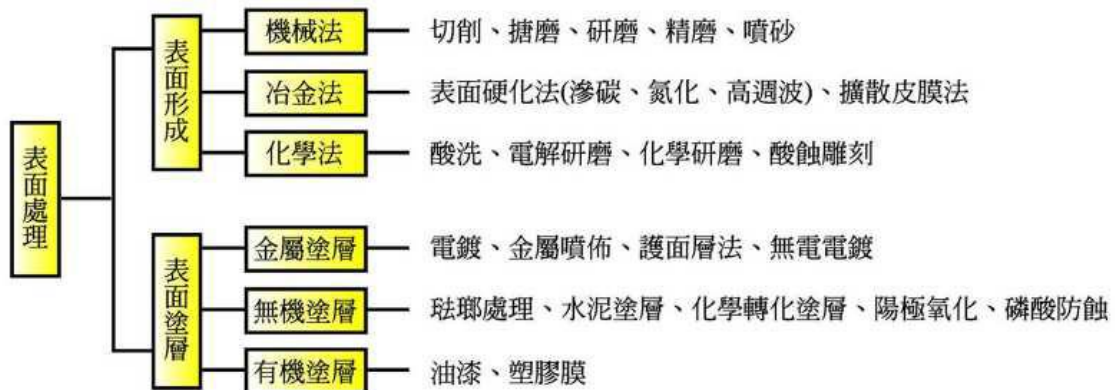 表面處理
表面形成
機械法
切削、搪磨、研磨、精磨、噴砂
冶金法
表面硬化法(滲碳、氮化、高週波)、擴散皮膜法
化學法
酸洗、電解研磨、化學研磨、酸蝕雕刻
表面塗層
金屬塗層
電鍍、金屬噴佈、護面層法、無電電鍍
無機塗層
琺瑯處理、水泥塗層、化學轉化塗層、陽極氧化、磷酸防蝕
有機塗層
油漆、塑膠膜